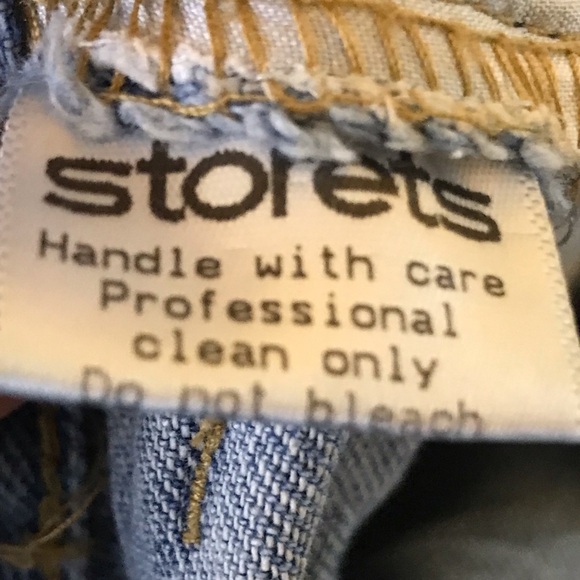 storets
Handle with care
Professional
clean only
Do not bleach